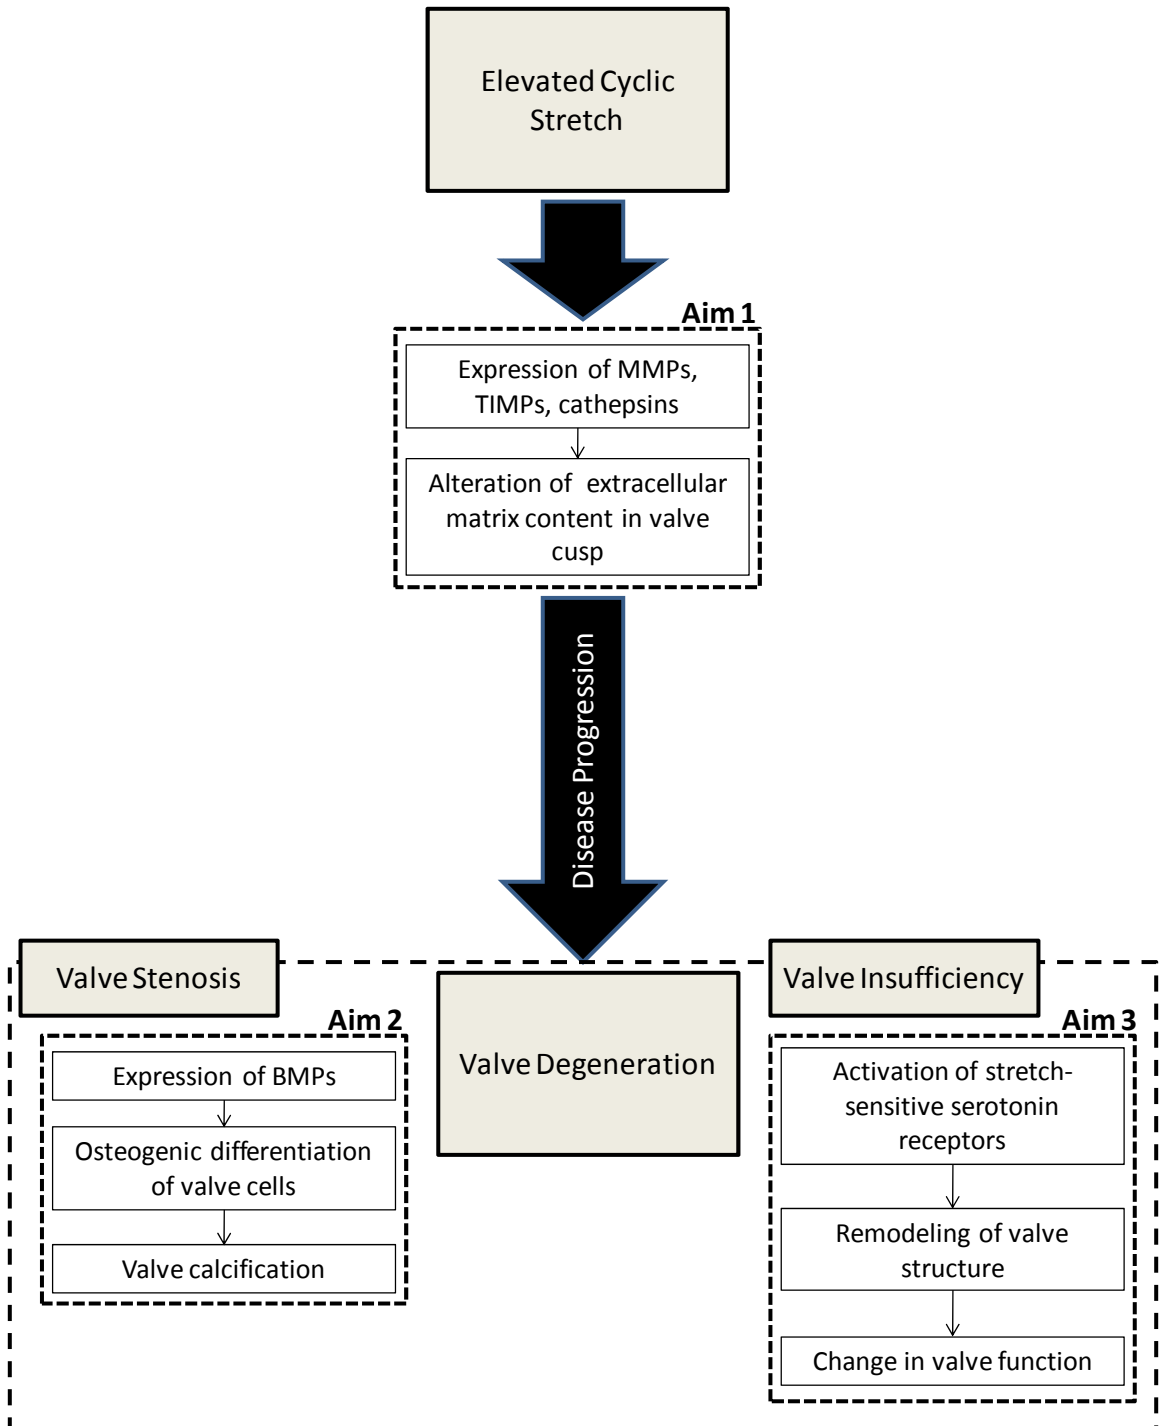 Elevated Cyclic
Stretch
Aim 1
Expression of MMPs,
TIMPs, cathepsins
Alteration of extracellular
matrix content in valve
cusp
Disease Progression
Valve Stenosis
Aim 2
Expression of BMPs
Osteogenic differentiation
of valve cells
Valve calcification
Valve Degeneration
Valve Insufficiency
Aim 3
Activation of stretch-
sensitive serotonin
receptors
Remodeling of valve
structure
Change in valve function